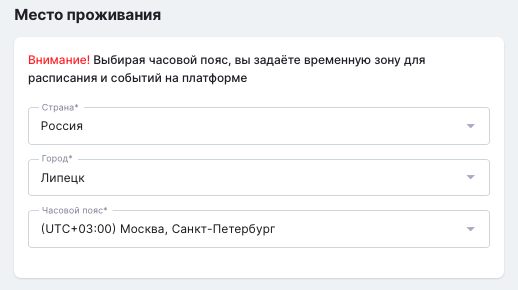 Место проживания
Внимание! Выбирая часовой пояс, вы задаёте временную зону для
расписания и событий на платформе
Страна*
Россия
Город*
Липецк
Часовой пояс*
(UTC+03:00) Москва, Санкт-Петербург